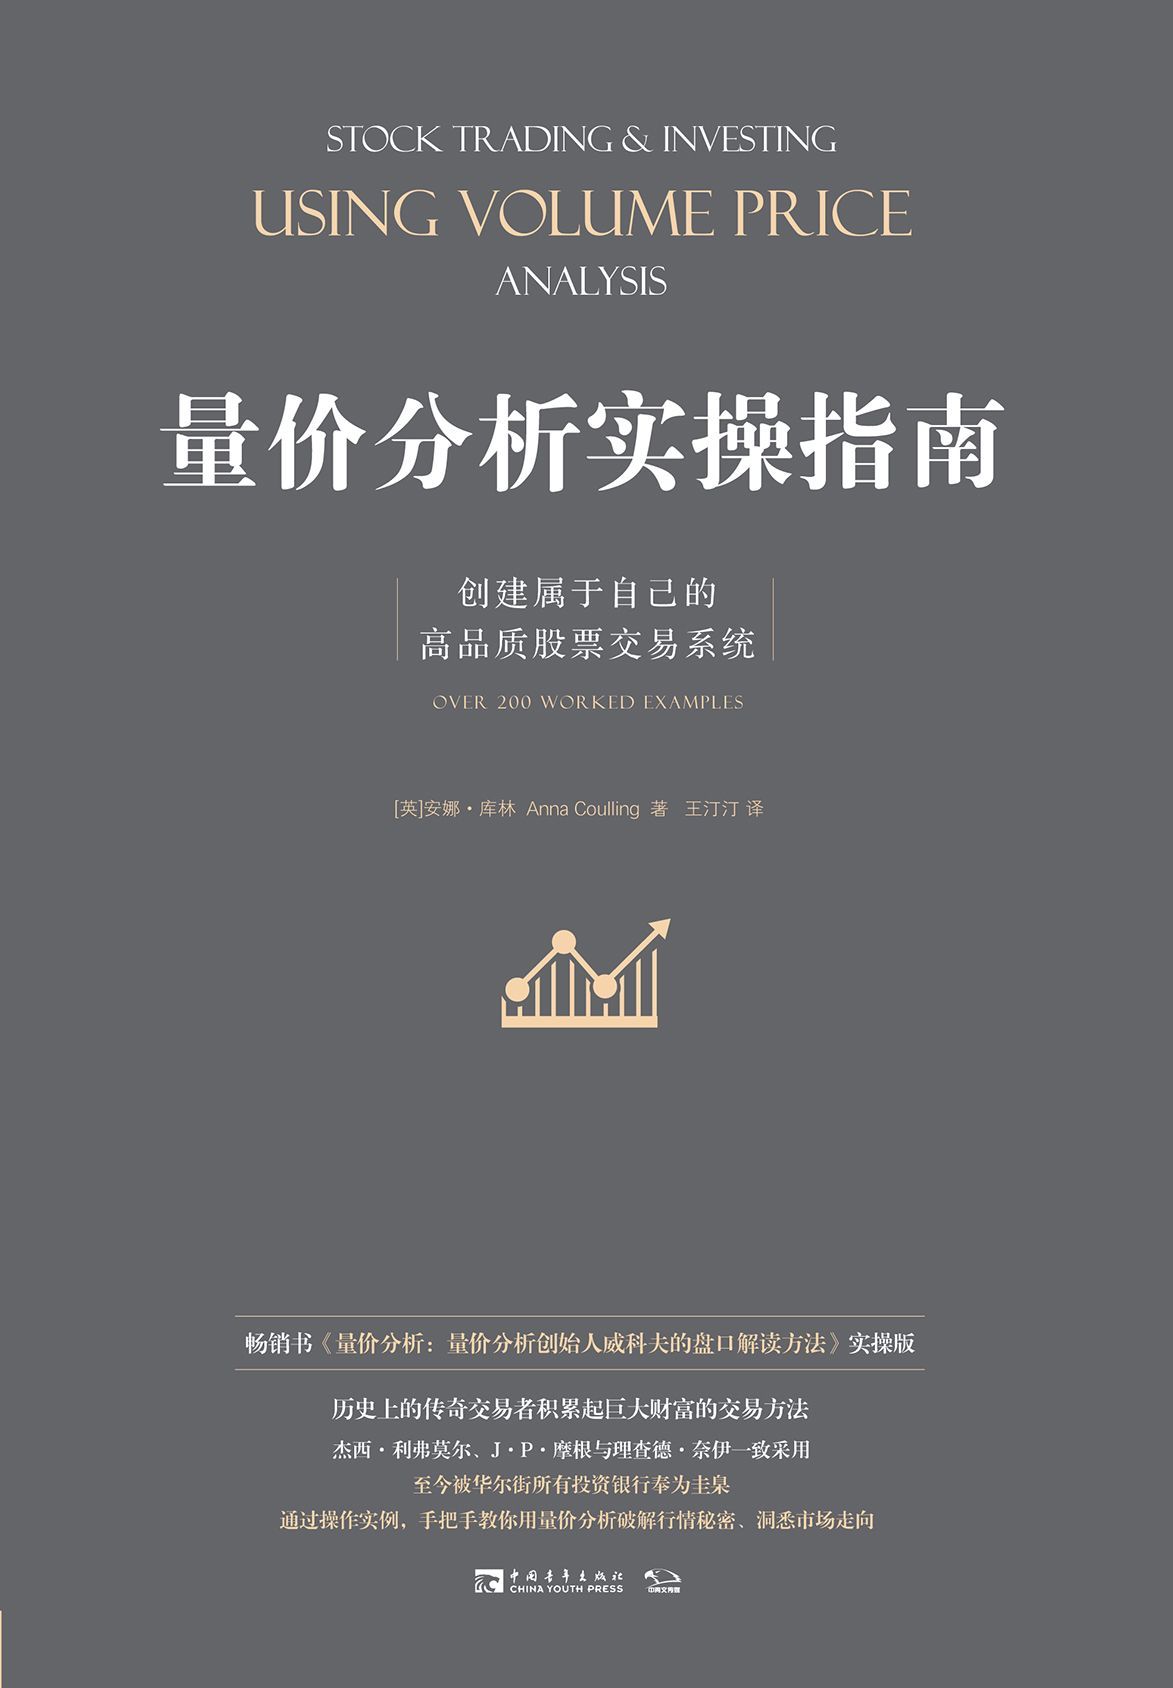 STOCK TRADING & INVESTING
USING VOLUME PRICE
ANALYSIS
量价分析实操指南
创建属于自己的
高品质股票交易系统
OVER 200 WORKED EXAMPLES
[英]安娜·库林 Anna Coulling 著 王汀汀 译
畅销书《量价分析：量价分析创始人威科夫的盘口解读方法》实操版
历史上的传奇交易者积累起巨大财富的交易方法
杰西·利弗莫尔、J·P·摩根与理查德·奈伊一致采用
至今被华尔街所有投资银行奉为圭臬
通过操作实例，手把手教你用量价分析破解行情秘密、洞悉市场走向
中国青年出版社
CHINA YOUTH PRESS
中青文传媒